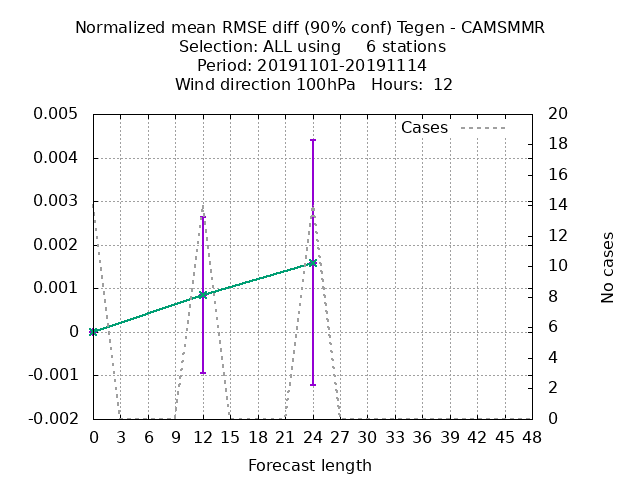 Normalized mean RMSE diff (90% conf) Tegen - CAMSMMR
Selection: ALL using     6 stations
Period: 20191101-20191114
Wind direction 100hPa   Hours:  12
Cases
0.005
0.004
0.003
0.002
0.001
0
-0.001
-0.002
20
18
16
14
12
10
8
6
4
2
0
No cases
0 3 6 9 12 15 18 21 24 27 30 33 36 39 42 45 48
Forecast length